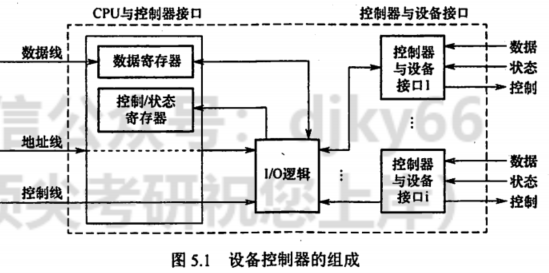 CPU与控制器接口
控制器与设备接口
数据线
数据寄存器
控制/状态
寄存器
地址线
控制线
I/O逻辑
控制器
与设备
接口1
数据
状态
控制
⋮
⋮
控制器
与设备
接口i
数据
状态
控制
信公众号：djky66
顶尖考研祝您上岸）
图 5.1 设备控制器的组成